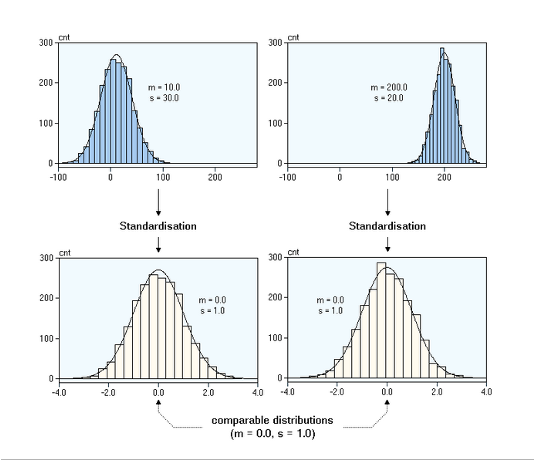 cnt
300
200
100
0
-100 0 100 200
m = 10.0
s = 30.0
cnt
300
200
100
0
-100 0 100 200
m = 200.0
s = 20.0
Standardisation
Standardisation
cnt
300
200
100
0
-4.0 -2.0 0.0 2.0 4.0
m = 0.0
s = 1.0
cnt
300
200
100
0
-4.0 -2.0 0.0 2.0 4.0
m = 0.0
s = 1.0
comparable distributions
(m = 0.0, s = 1.0)